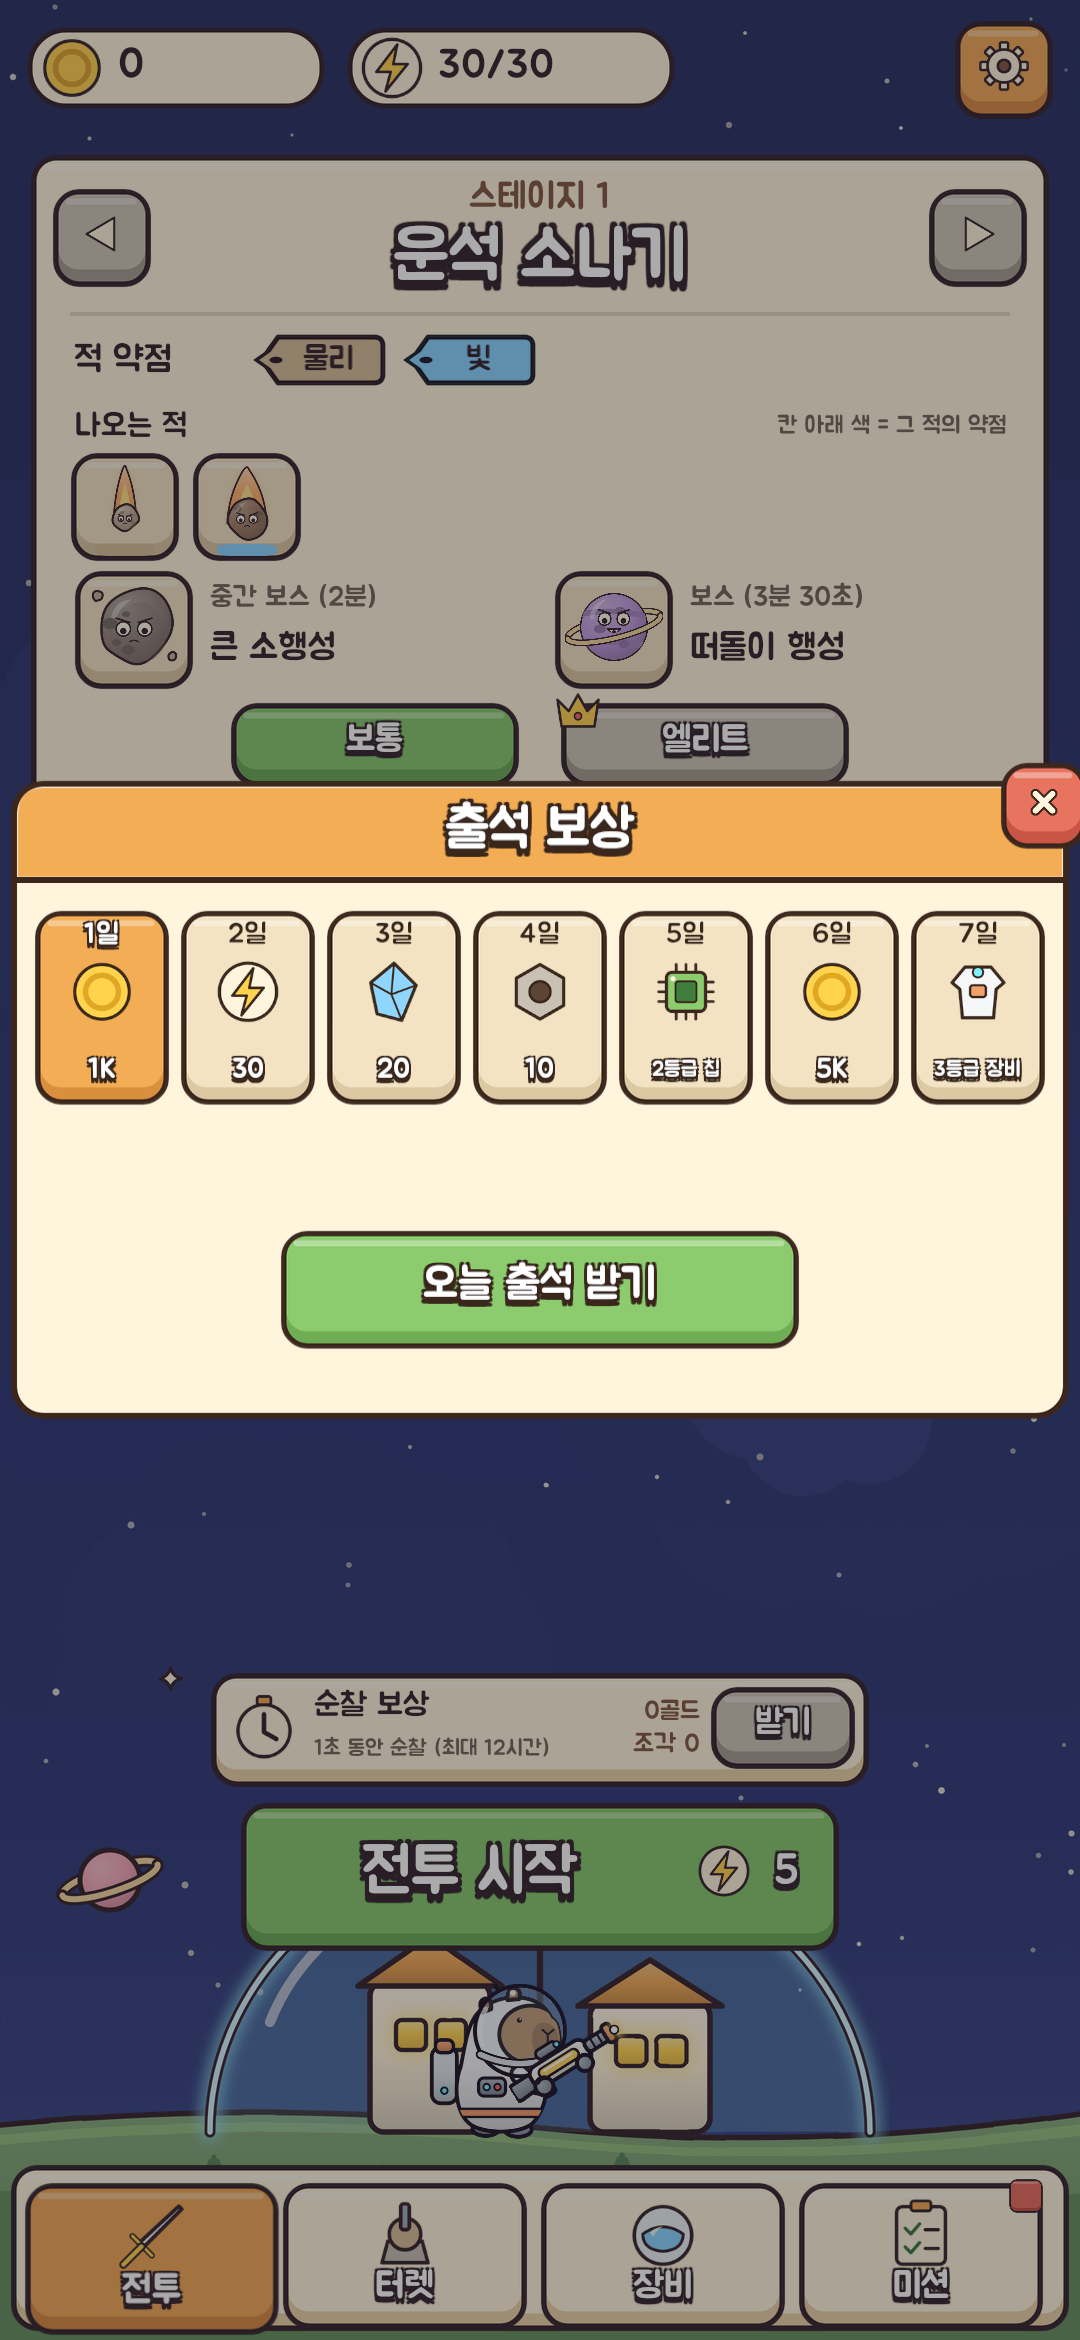 0
30/30
스테이지 1
운석 소나기
적 약점
물리
빛
나오는 적
칸 아래 색 = 그 적의 약점
중간 보스 (2분)
큰 소행성
보스 (3분 30초)
떠돌이 행성
보통
엘리트
출석 보상
1일
2일
3일
4일
5일
6일
7일
1K
30
20
10
2등급 칩
5K
3등급 장비
오늘 출석 받기
순찰 보상
1초 동안 순찰 (최대 12시간)
0골드
조각 0
받기
전투 시작
5
전투
터렛
장비
미션